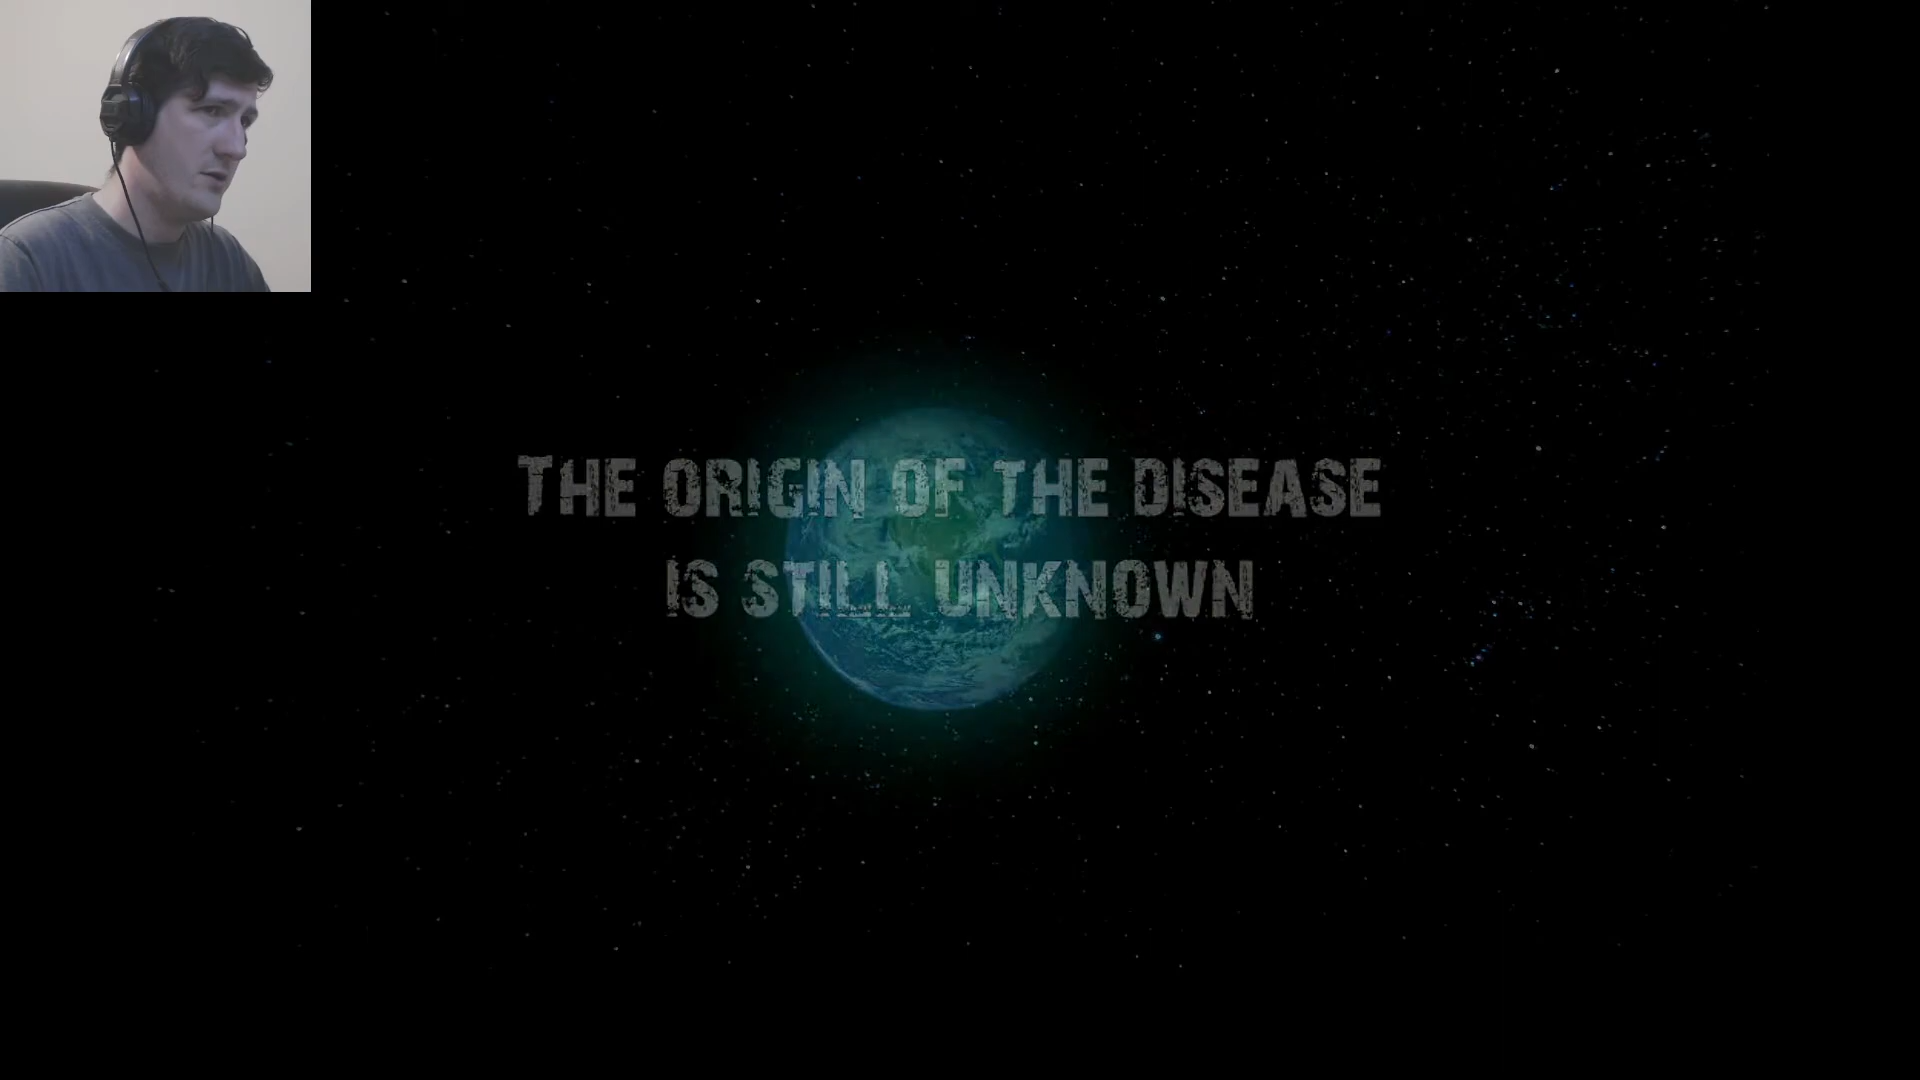 The origin of the disease
is still unknown